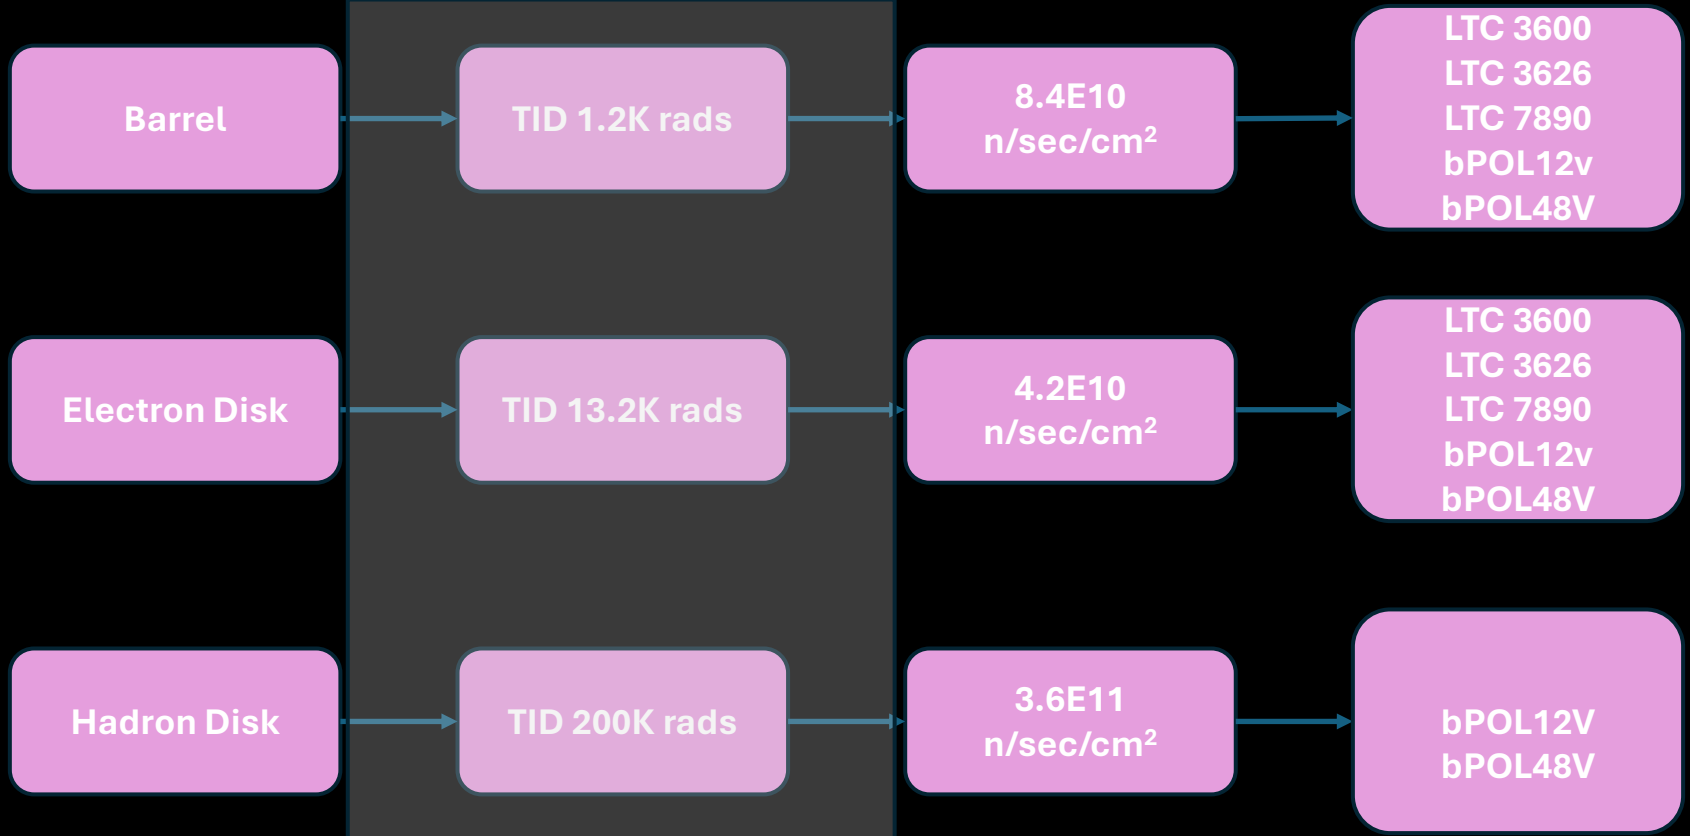 Barrel
TID 1.2K rads
8.4E10
n/sec/cm²
LTC 3600
LTC 3626
LTC 7890
bPOL12v
bPOL48V
Electron Disk
TID 13.2K rads
4.2E10
n/sec/cm²
LTC 3600
LTC 3626
LTC 7890
bPOL12v
bPOL48V
Hadron Disk
TID 200K rads
3.6E11
n/sec/cm²
bPOL12V
bPOL48V